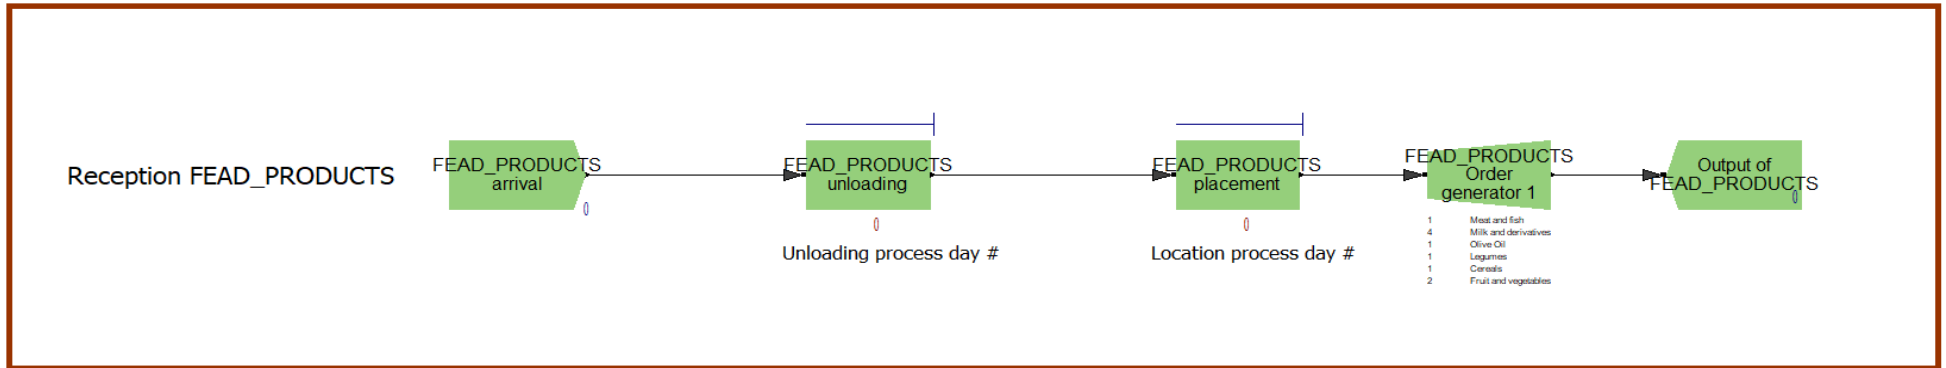 Reception FEAD_PRODUCTS
FEAD_PRODUCTS
arrival
0
FEAD_PRODUCTS
unloading
0
Unloading process day #
FEAD_PRODUCTS
placement
0
Location process day #
FEAD_PRODUCTS
Order
generator 1
1 Meat and fish
4 Milk and derivatives
1 Olive Oil
1 Legumes
1 Cereals
2 Fruit and vegetables
Output of
FEAD_PRODUCTS
0